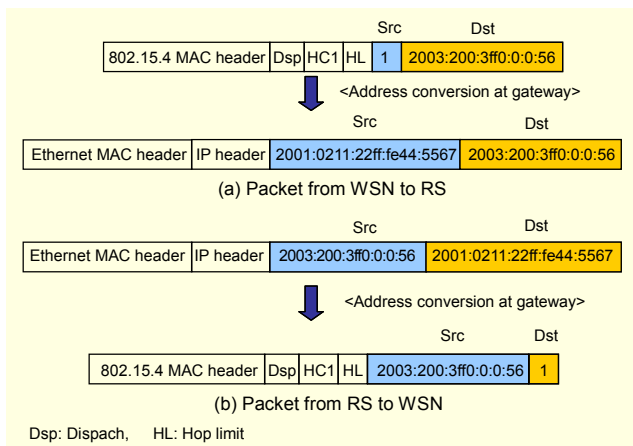 Src Dst
802.15.4 MAC header Dsp HC1 HL 1 2003:200:3ff0:0:0:56
<Address conversion at gateway>
Src Dst
Ethernet MAC header IP header 2001:0211:22ff:fe44:5567 2003:200:3ff0:0:0:56
(a) Packet from WSN to RS
Src Dst
Ethernet MAC header IP header 2003:200:3ff0:0:0:56 2001:0211:22ff:fe44:5567
<Address conversion at gateway>
Src Dst
802.15.4 MAC header Dsp HC1 HL 2003:200:3ff0:0:0:56 1
(b) Packet from RS to WSN
Dsp: Dispach, HL: Hop limit